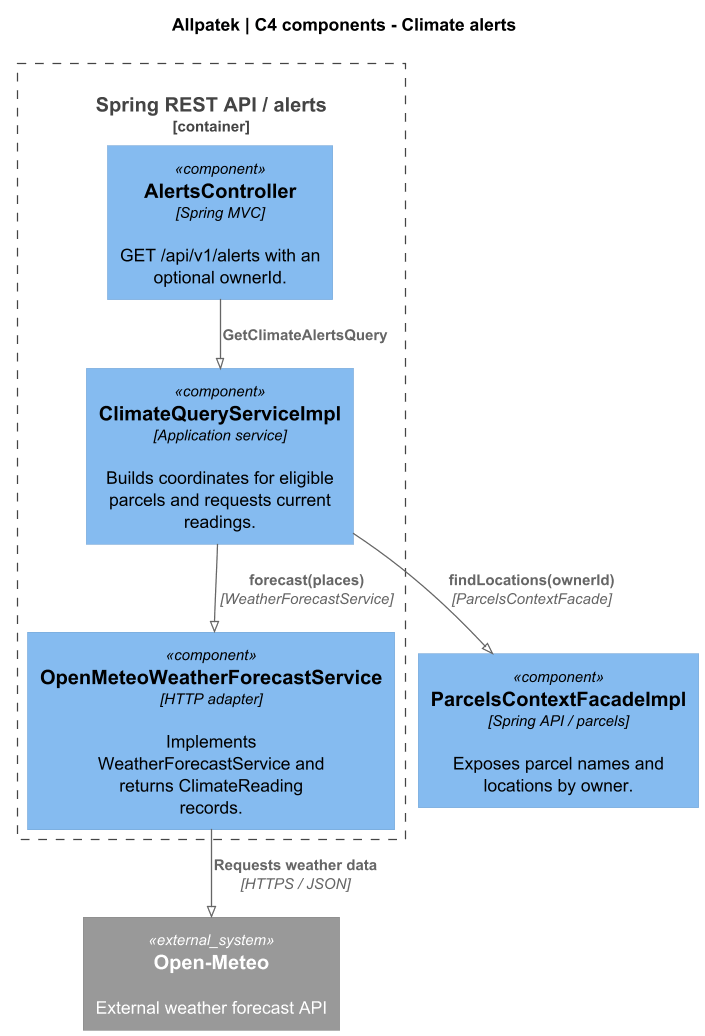 Allpatek | C4 components - Climate alerts
Spring REST API / alerts
[container]
«component»
AlertsController
[Spring MVC]
GET /api/v1/alerts with an
optional ownerId.
GetClimateAlertsQuery
«component»
ClimateQueryServiceImpl
[Application service]
Builds coordinates for eligible
parcels and requests current
readings.
forecast(places)
[WeatherForecastService]
findLocations(ownerId)
[ParcelsContextFacade]
«component»
OpenMeteoWeatherForecastService
[HTTP adapter]
Implements
WeatherForecastService and
returns ClimateReading
records.
«component»
ParcelsContextFacadeImpl
[Spring API / parcels]
Exposes parcel names and
locations by owner.
Requests weather data
[HTTPS / JSON]
«external_system»
Open-Meteo
External weather forecast API